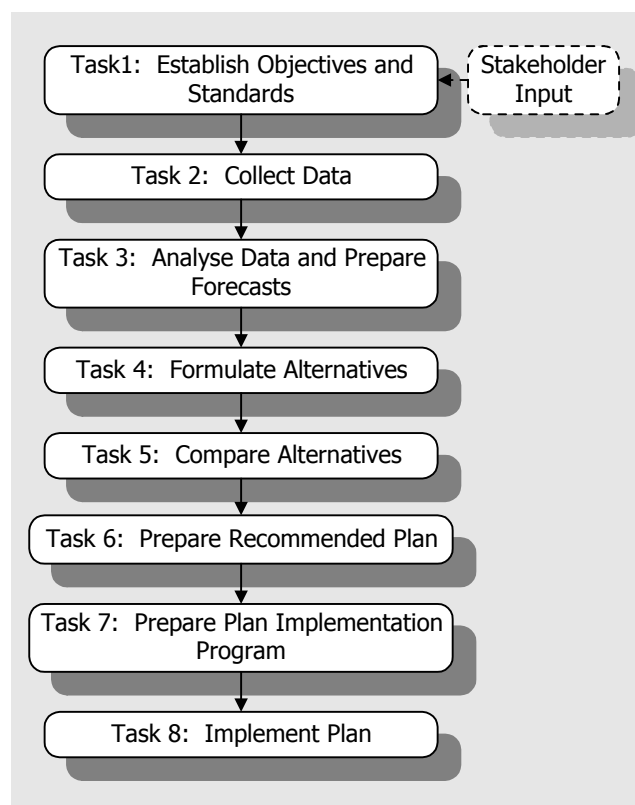 Task1: Establish Objectives and
Standards
Stakeholder
Input
Task 2: Collect Data
Task 3: Analyse Data and Prepare
Forecasts
Task 4: Formulate Alternatives
Task 5: Compare Alternatives
Task 6: Prepare Recommended Plan
Task 7: Prepare Plan Implementation
Program
Task 8: Implement Plan